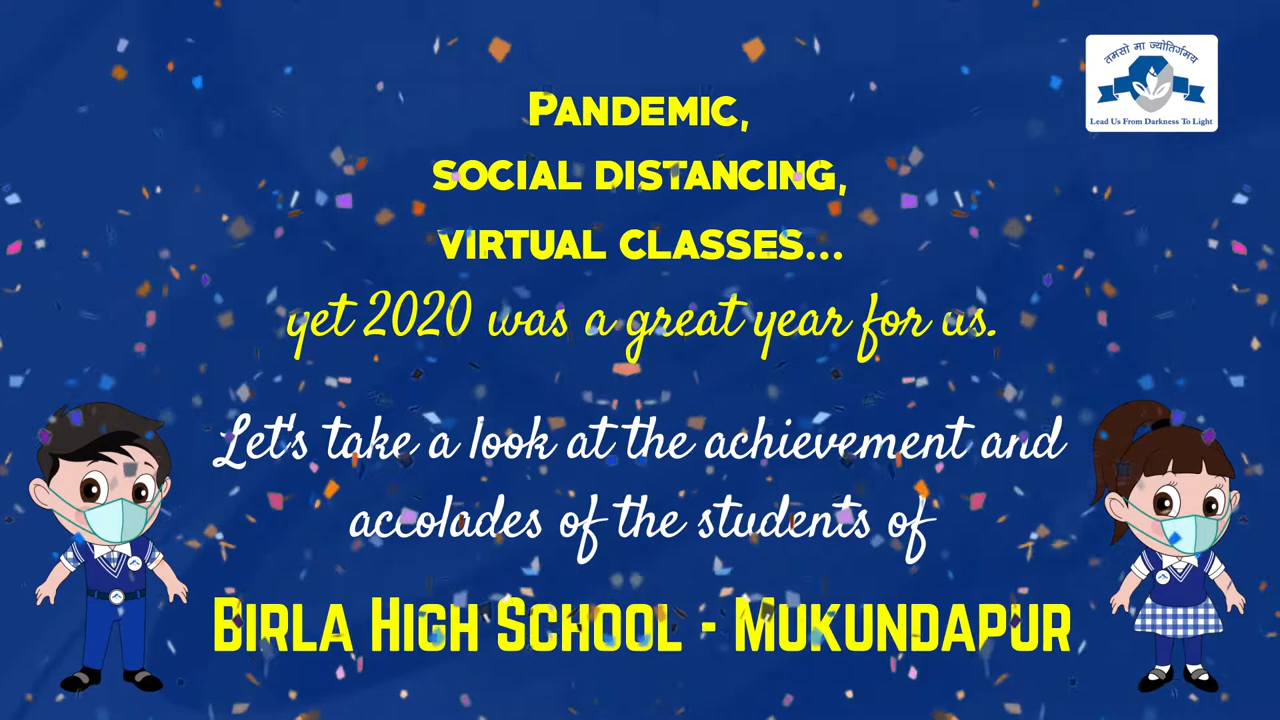 तमसो मा ज्योतिर्गमय
Lead Us From Darkness To Light
PANDEMIC,
SOCIAL DISTANCING,
VIRTUAL CLASSES...
yet 2020 was a great year for us.
Let's take a look at the achievement and
accolades of the students of
BIRLA HIGH SCHOOL - MUKUNDAPUR